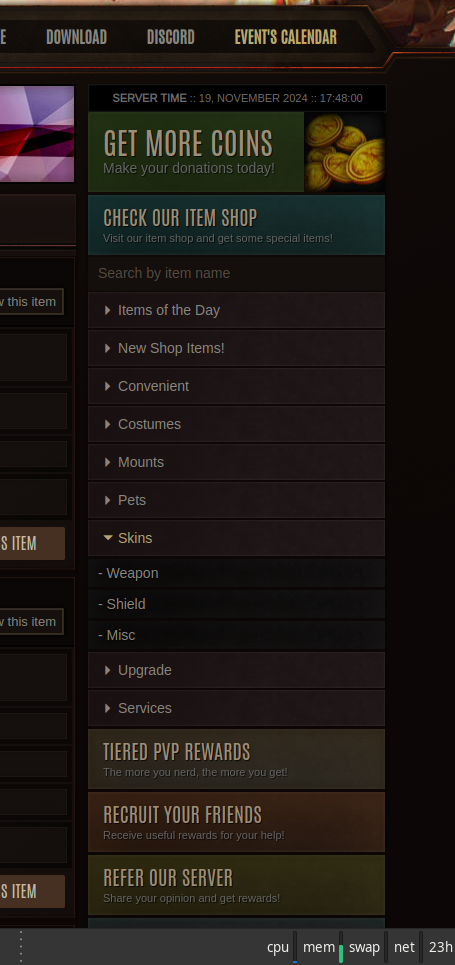 E DOWNLOAD DISCORD EVENT'S CALENDAR
SERVER TIME :: 19, NOVEMBER 2024 :: 17:48:00
GET MORE COINS
Make your donations today!
CHECK OUR ITEM SHOP
Visit our item shop and get some special items!
Search by item name
w this item
Items of the Day
New Shop Items!
Convenient
Costumes
Mounts
Pets
Skins
S ITEM
- Weapon
- Shield
- Misc
w this item
Upgrade
Services
TIERED PVP REWARDS
The more you nerd, the more you get!
RECRUIT YOUR FRIENDS
Receive useful rewards for your help!
REFER OUR SERVER
S ITEM
Share your opinion and get rewards!
cpu mem swap net 23h